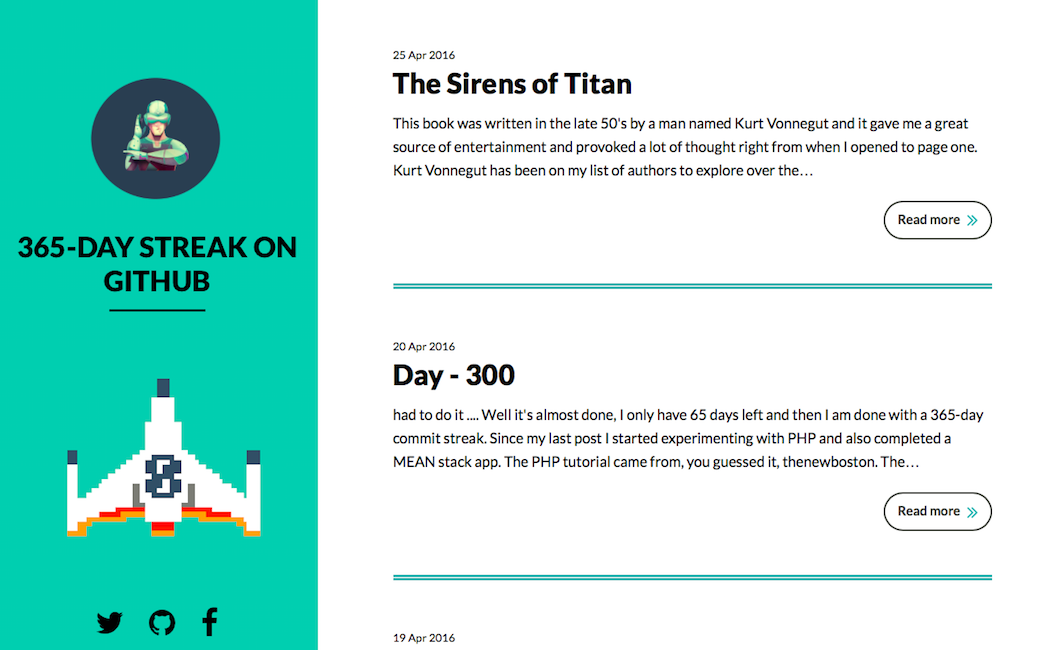 365-DAY STREAK ON
GITHUB
8
25 Apr 2016
The Sirens of Titan
This book was written in the late 50's by a man named Kurt Vonnegut and it gave me a great
source of entertainment and provoked a lot of thought right from when I opened to page one.
Kurt Vonnegut has been on my list of authors to explore over the…
Read more
20 Apr 2016
Day - 300
had to do it .... Well it's almost done, I only have 65 days left and then I am done with a 365-day
commit streak. Since my last post I started experimenting with PHP and also completed a
MEAN stack app. The PHP tutorial came from, you guessed it, thenewboston. The…
Read more
19 Apr 2016